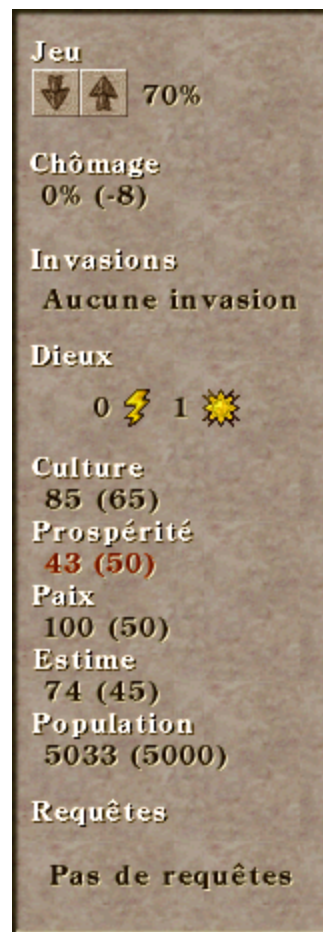 Jeu
70%
Chômage
0% (-8)
Invasions
Aucune invasion
Dieux
0 1
Culture
85 (65)
Prospérité
43 (50)
Paix
100 (50)
Estime
74 (45)
Population
5033 (5000)
Requêtes
Pas de requêtes